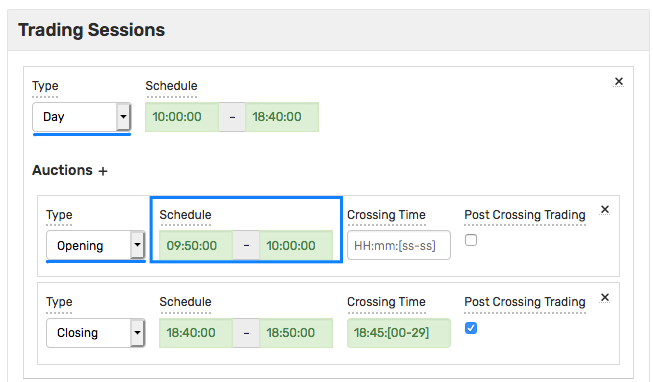 Trading Sessions
Type Schedule ×
Day 10:00:00 - 18:40:00
Auctions +
Type Schedule Crossing Time Post Crossing Trading ×
Opening 09:50:00 - 10:00:00 HH:mm:[ss-ss]
Type Schedule Crossing Time Post Crossing Trading ×
Closing 18:40:00 - 18:50:00 18:45:[00-29]